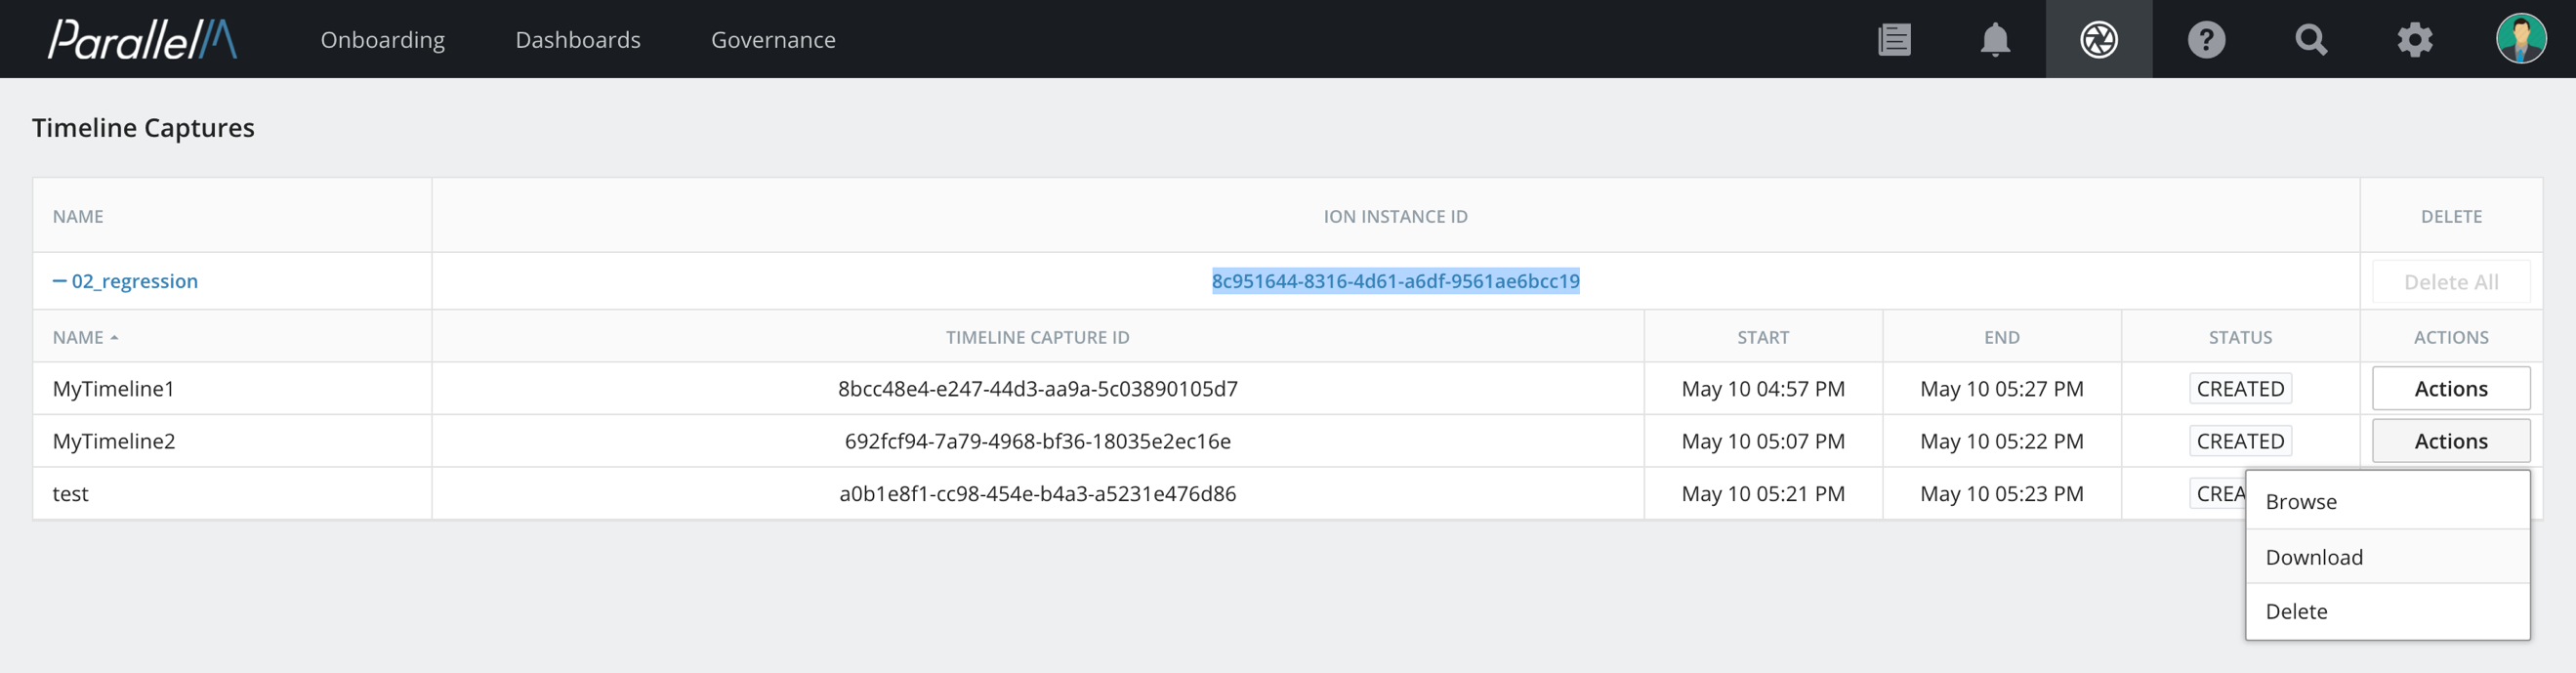 ParallelM Onboarding Dashboards Governance ?
Timeline Captures
NAME ION INSTANCE ID DELETE
— 02_regression 8c951644-8316-4d61-a6df-9561ae6bcc19 Delete All
NAME TIMELINE CAPTURE ID START END STATUS ACTIONS
MyTimeline1 8bcc48e4-e247-44d3-aa9a-5c03890105d7 May 10 04:57 PM May 10 05:27 PM CREATED Actions
MyTimeline2 692fcf94-7a79-4968-bf36-18035e2ec16e May 10 05:07 PM May 10 05:22 PM CREATED Actions
test a0b1e8f1-cc98-454e-b4a3-a5231e476d86 May 10 05:21 PM May 10 05:23 PM CREA
Browse
Download
Delete